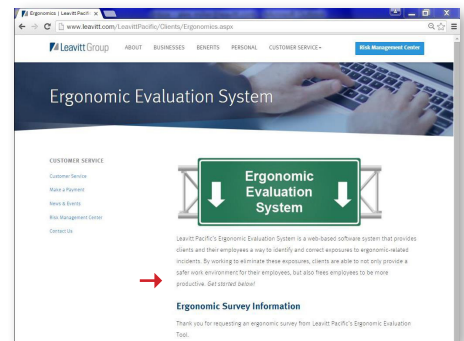 Ergonomics | Leavitt Pacif
www.leavitt.com/LeavittPacific/Clients/Ergonomics.aspx
Leavitt Group ABOUT BUSINESSES BENEFITS PERSONAL CUSTOMER SERVICE Risk Management Center
Ergonomic Evaluation System
CUSTOMER SERVICE
Customer Service
Make a Payment
News & Events
Risk Management Center
Contact Us
Ergonomic
Evaluation
System
Leavitt Pacific's Ergonomic Evaluation System is a web-based software system that provides
clients and their employees a way to identify and correct exposures to ergonomic-related
incidents. By working to eliminate these exposures, clients are able to not only provide a
safer work environment for their employees, but also frees employees to be more
productive. Get started below!
Ergonomic Survey Information
Thank you for requesting an ergonomic survey from Leavitt Pacific's Ergonomic Evaluation
Tool.